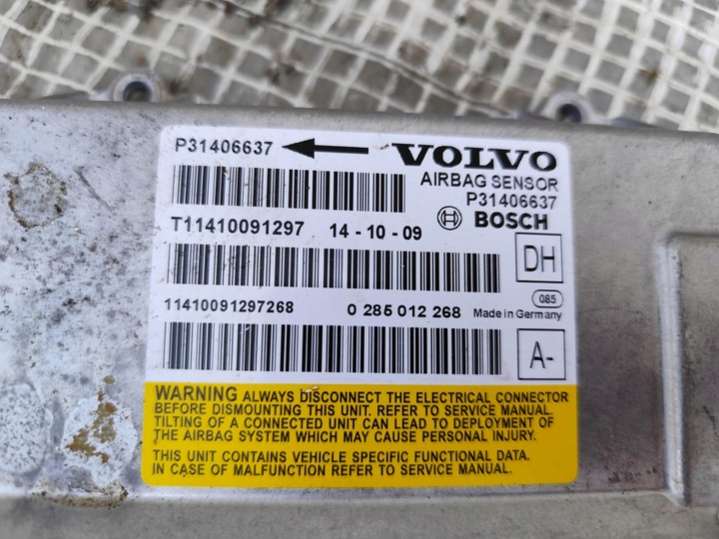 P31406637 VOLVO
AIRBAG SENSOR
P31406637
BOSCH
T11410091297 14 - 10 - 09
DH
11410091297268 0 285 012 268
085
Made in Germany
A-
WARNING ALWAYS DISCONNECT THE ELECTRICAL CONNECTOR
BEFORE DISMOUNTING THIS UNIT. REFER TO SERVICE MANUAL.
TILTING OF A CONNECTED UNIT CAN LEAD TO DEPLOYMENT OF
THE AIRBAG SYSTEM WHICH MAY CAUSE PERSONAL INJURY.
THIS UNIT CONTAINS VEHICLE SPECIFIC FUNCTIONAL DATA.
IN CASE OF MALFUNCTION REFER TO SERVICE MANUAL.